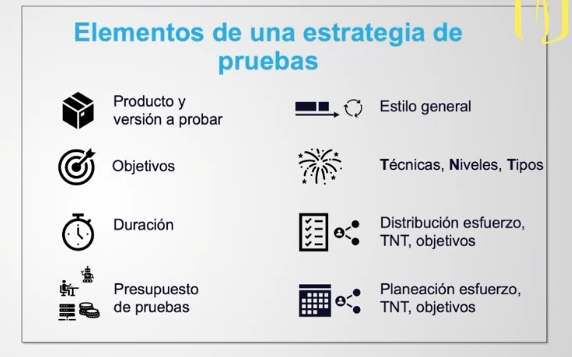 Elementos de una estrategia de
pruebas
Producto y
versión a probar
Objetivos
Duración
Presupuesto
de pruebas
Estilo general
Técnicas, Niveles, Tipos
Distribución esfuerzo,
TNT, objetivos
Planeación esfuerzo,
TNT, objetivos